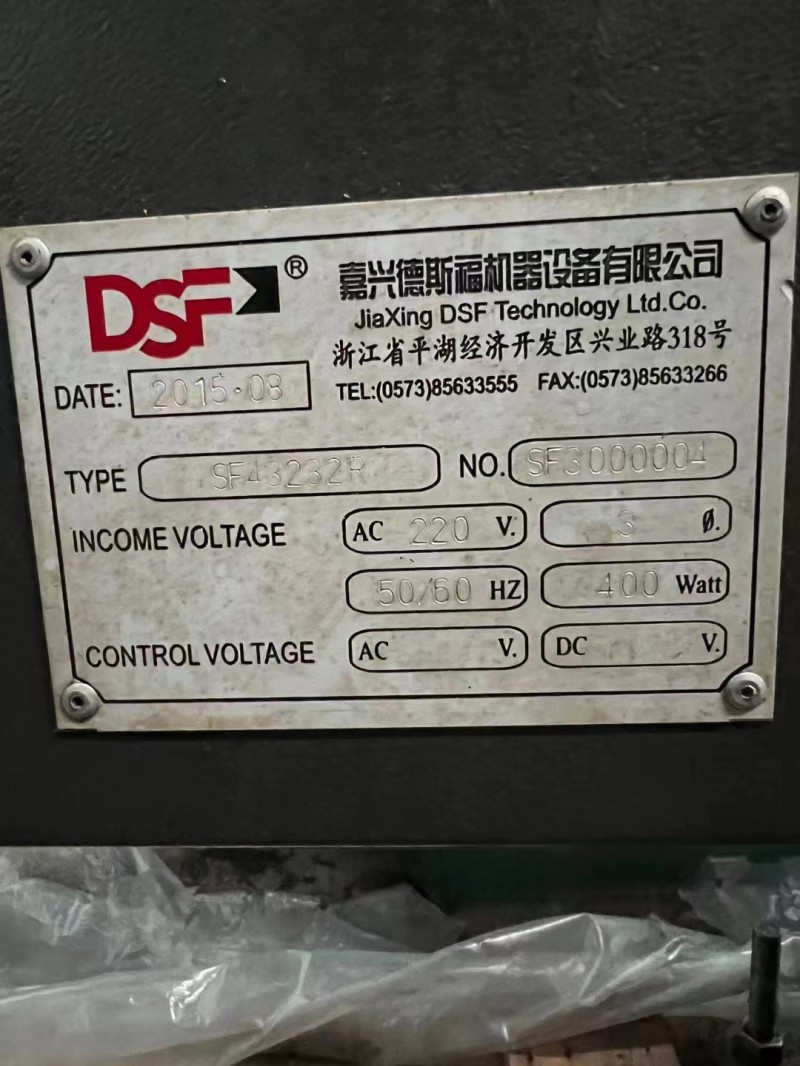 DSF®
嘉兴德斯福机器设备有限公司
JiaXing DSF Technology Ltd.Co.
浙江省平湖经济开发区兴业路318号
TEL:(0573)85633555 FAX:(0573)85633266
DATE: 2015·08
TYPE SF43232R NO. SF3000004
INCOME VOLTAGE AC 220 V. 3 Ø.
50/60 HZ 400 Watt
CONTROL VOLTAGE AC V. DC V.